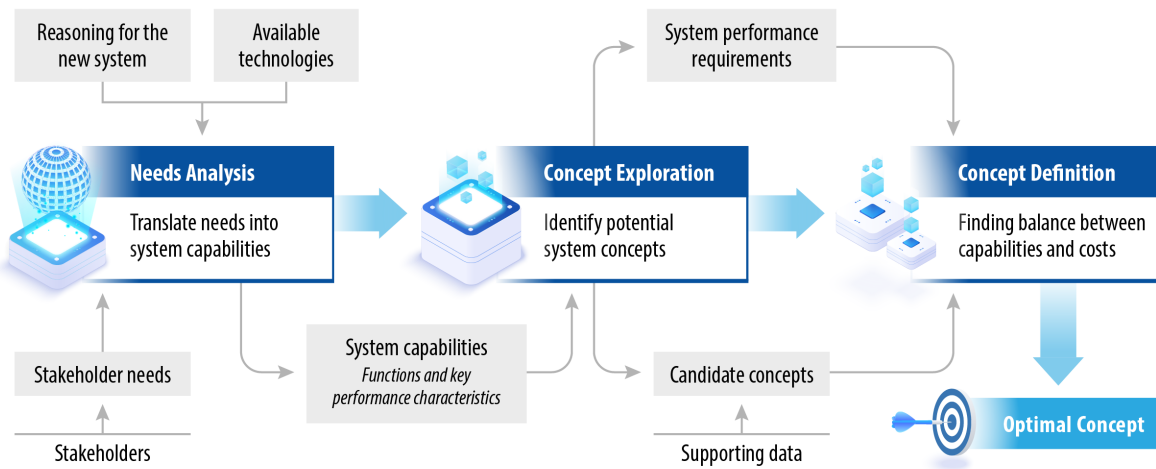 Reasoning for the
new system
Available
technologies
System performance
requirements
Needs Analysis
Translate needs into
system capabilities
Concept Exploration
Identify potential
system concepts
Concept Definition
Finding balance between
capabilities and costs
Stakeholder needs
Stakeholders
System capabilities
Functions and key
performance characteristics
Candidate concepts
Supporting data
Optimal Concept